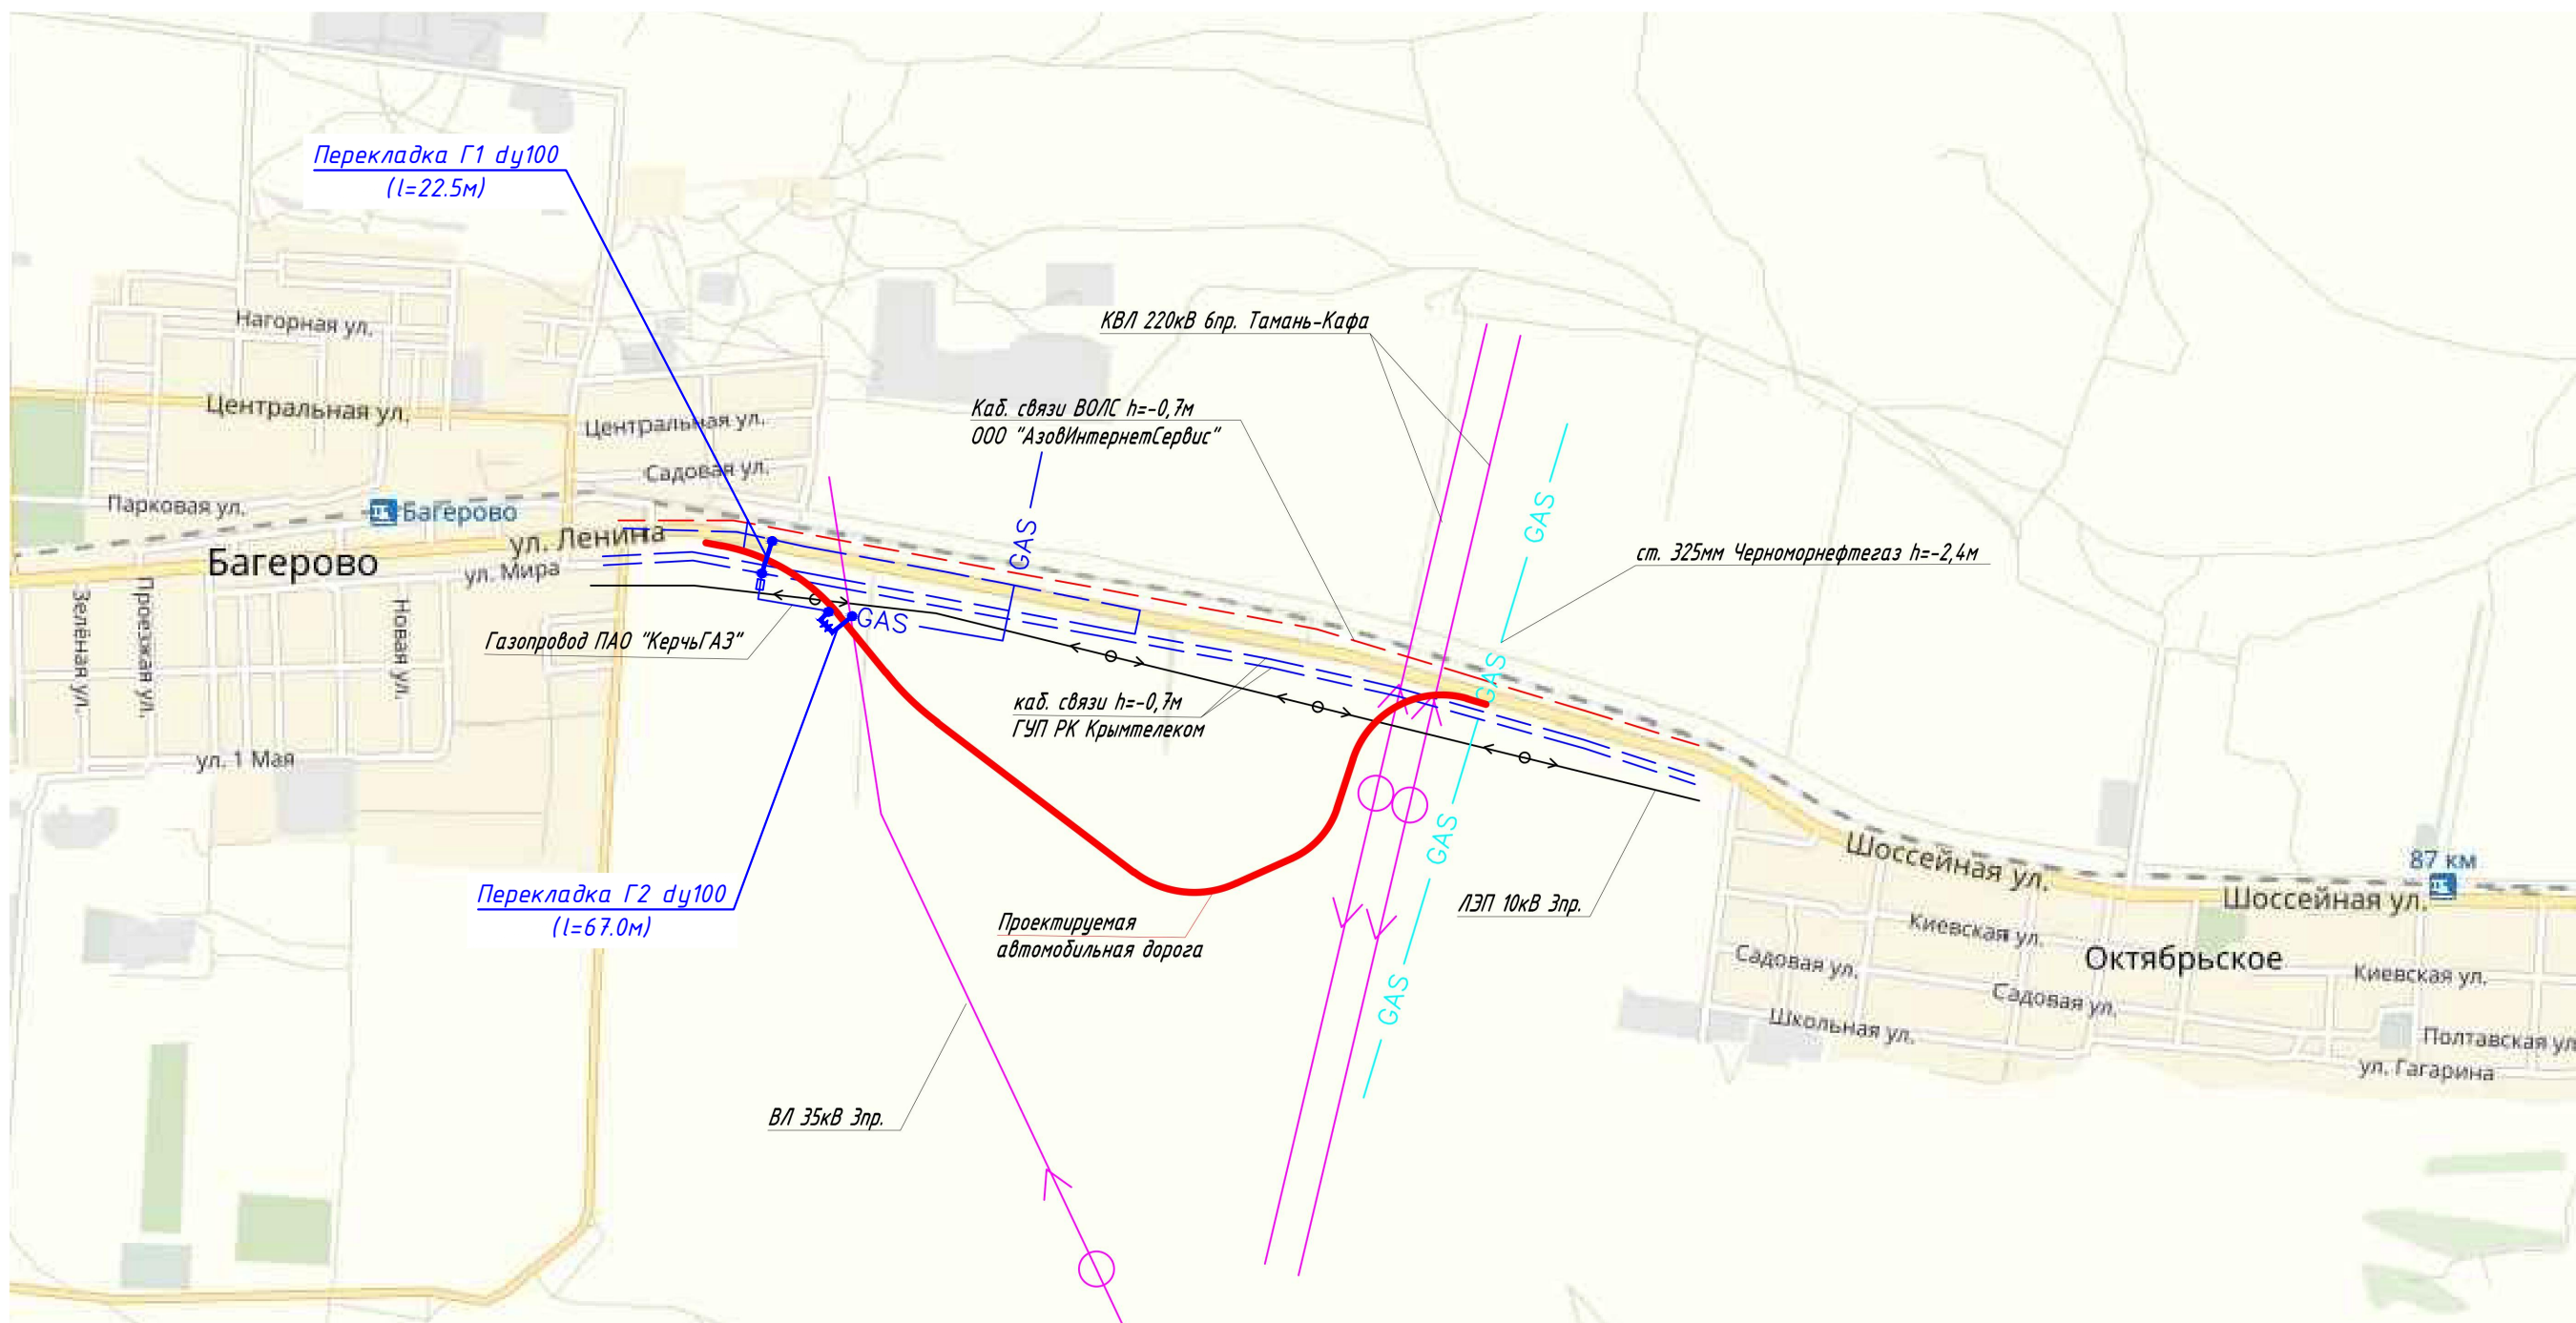 Перекладка Г1 dу100
(l=22.5м)
Нагорная ул.
КВЛ 220кВ 6пр. Тамань-Кафа
Центральная ул.
Центральная ул.
Каб. связи ВОЛС h=-0,7м
ООО "АзовИнтернетСервис"
Садовая ул.
Парковая ул.
Багерово
GAS
GAS
ул. Ленина
Багерово
ул. Мира
ст. 325мм Черноморнефтегаз h=-2,4м
Зелёная ул.
Проезжая ул.
Новая ул.
Газопровод ПАО "КерчьГАЗ"
GAS
GAS
каб. связи h=-0,7м
ГУП РК Крымтелеком
ул. 1 Мая
GAS
Шоссейная ул.
87 км
Перекладка Г2 dу100
(l=67.0м)
Проектируемая
автомобильная дорога
ЛЭП 10кВ 3пр.
Шоссейная ул.
Киевская ул.
Садовая ул.
Октябрьское
Киевская ул.
GAS
Садовая ул.
Школьная ул.
Полтавская ул
ул. Гагарина
ВЛ 35кВ 3пр.